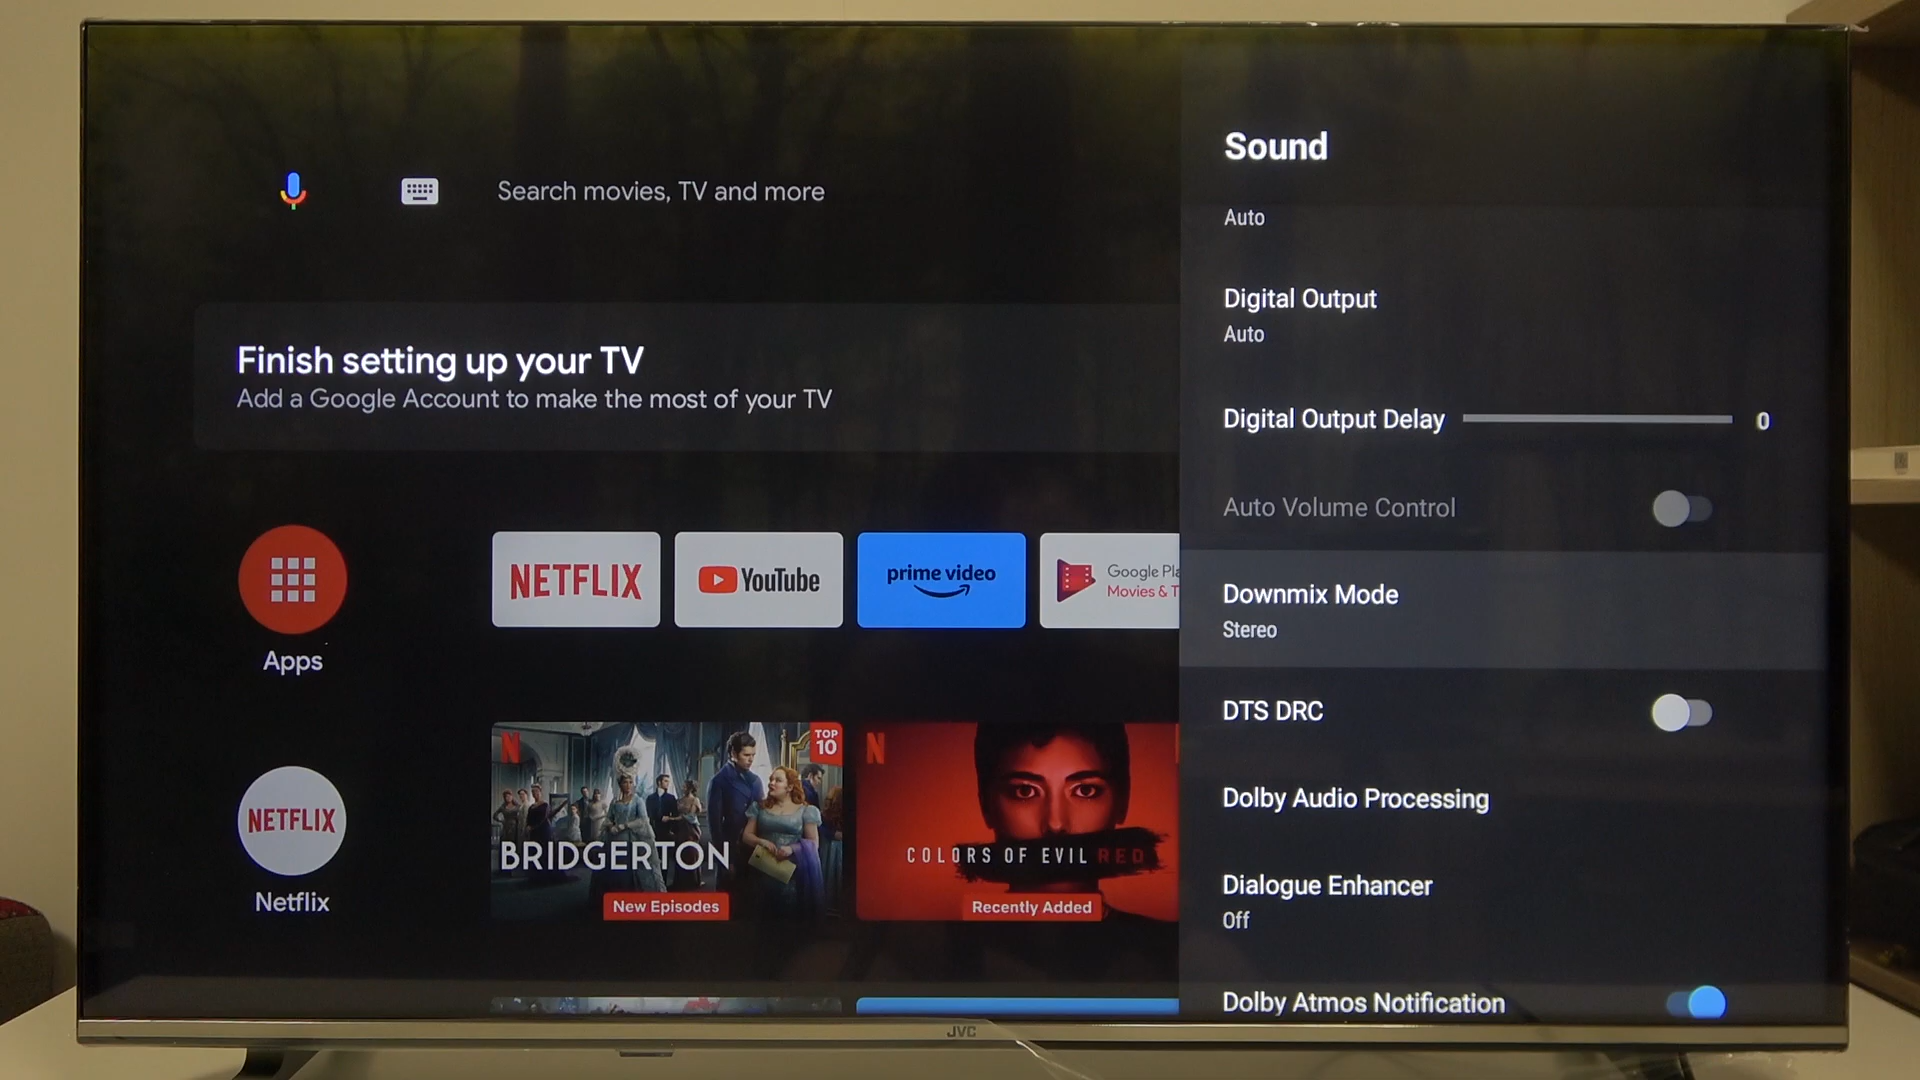 Search movies, TV and more
Finish setting up your TV
Add a Google Account to make the most of your TV
Apps
NETFLIX
YouTube
prime video
Google Pla
Movies & T
NETFLIX
Netflix
N
TOP
10
BRIDGERTON
New Episodes
N
COLORS OF EVIL RED
Recently Added
Sound
Auto
Digital Output
Auto
Digital Output Delay 0
Auto Volume Control
Downmix Mode
Stereo
DTS DRC
Dolby Audio Processing
Dialogue Enhancer
Off
Dolby Atmos Notification
JVC